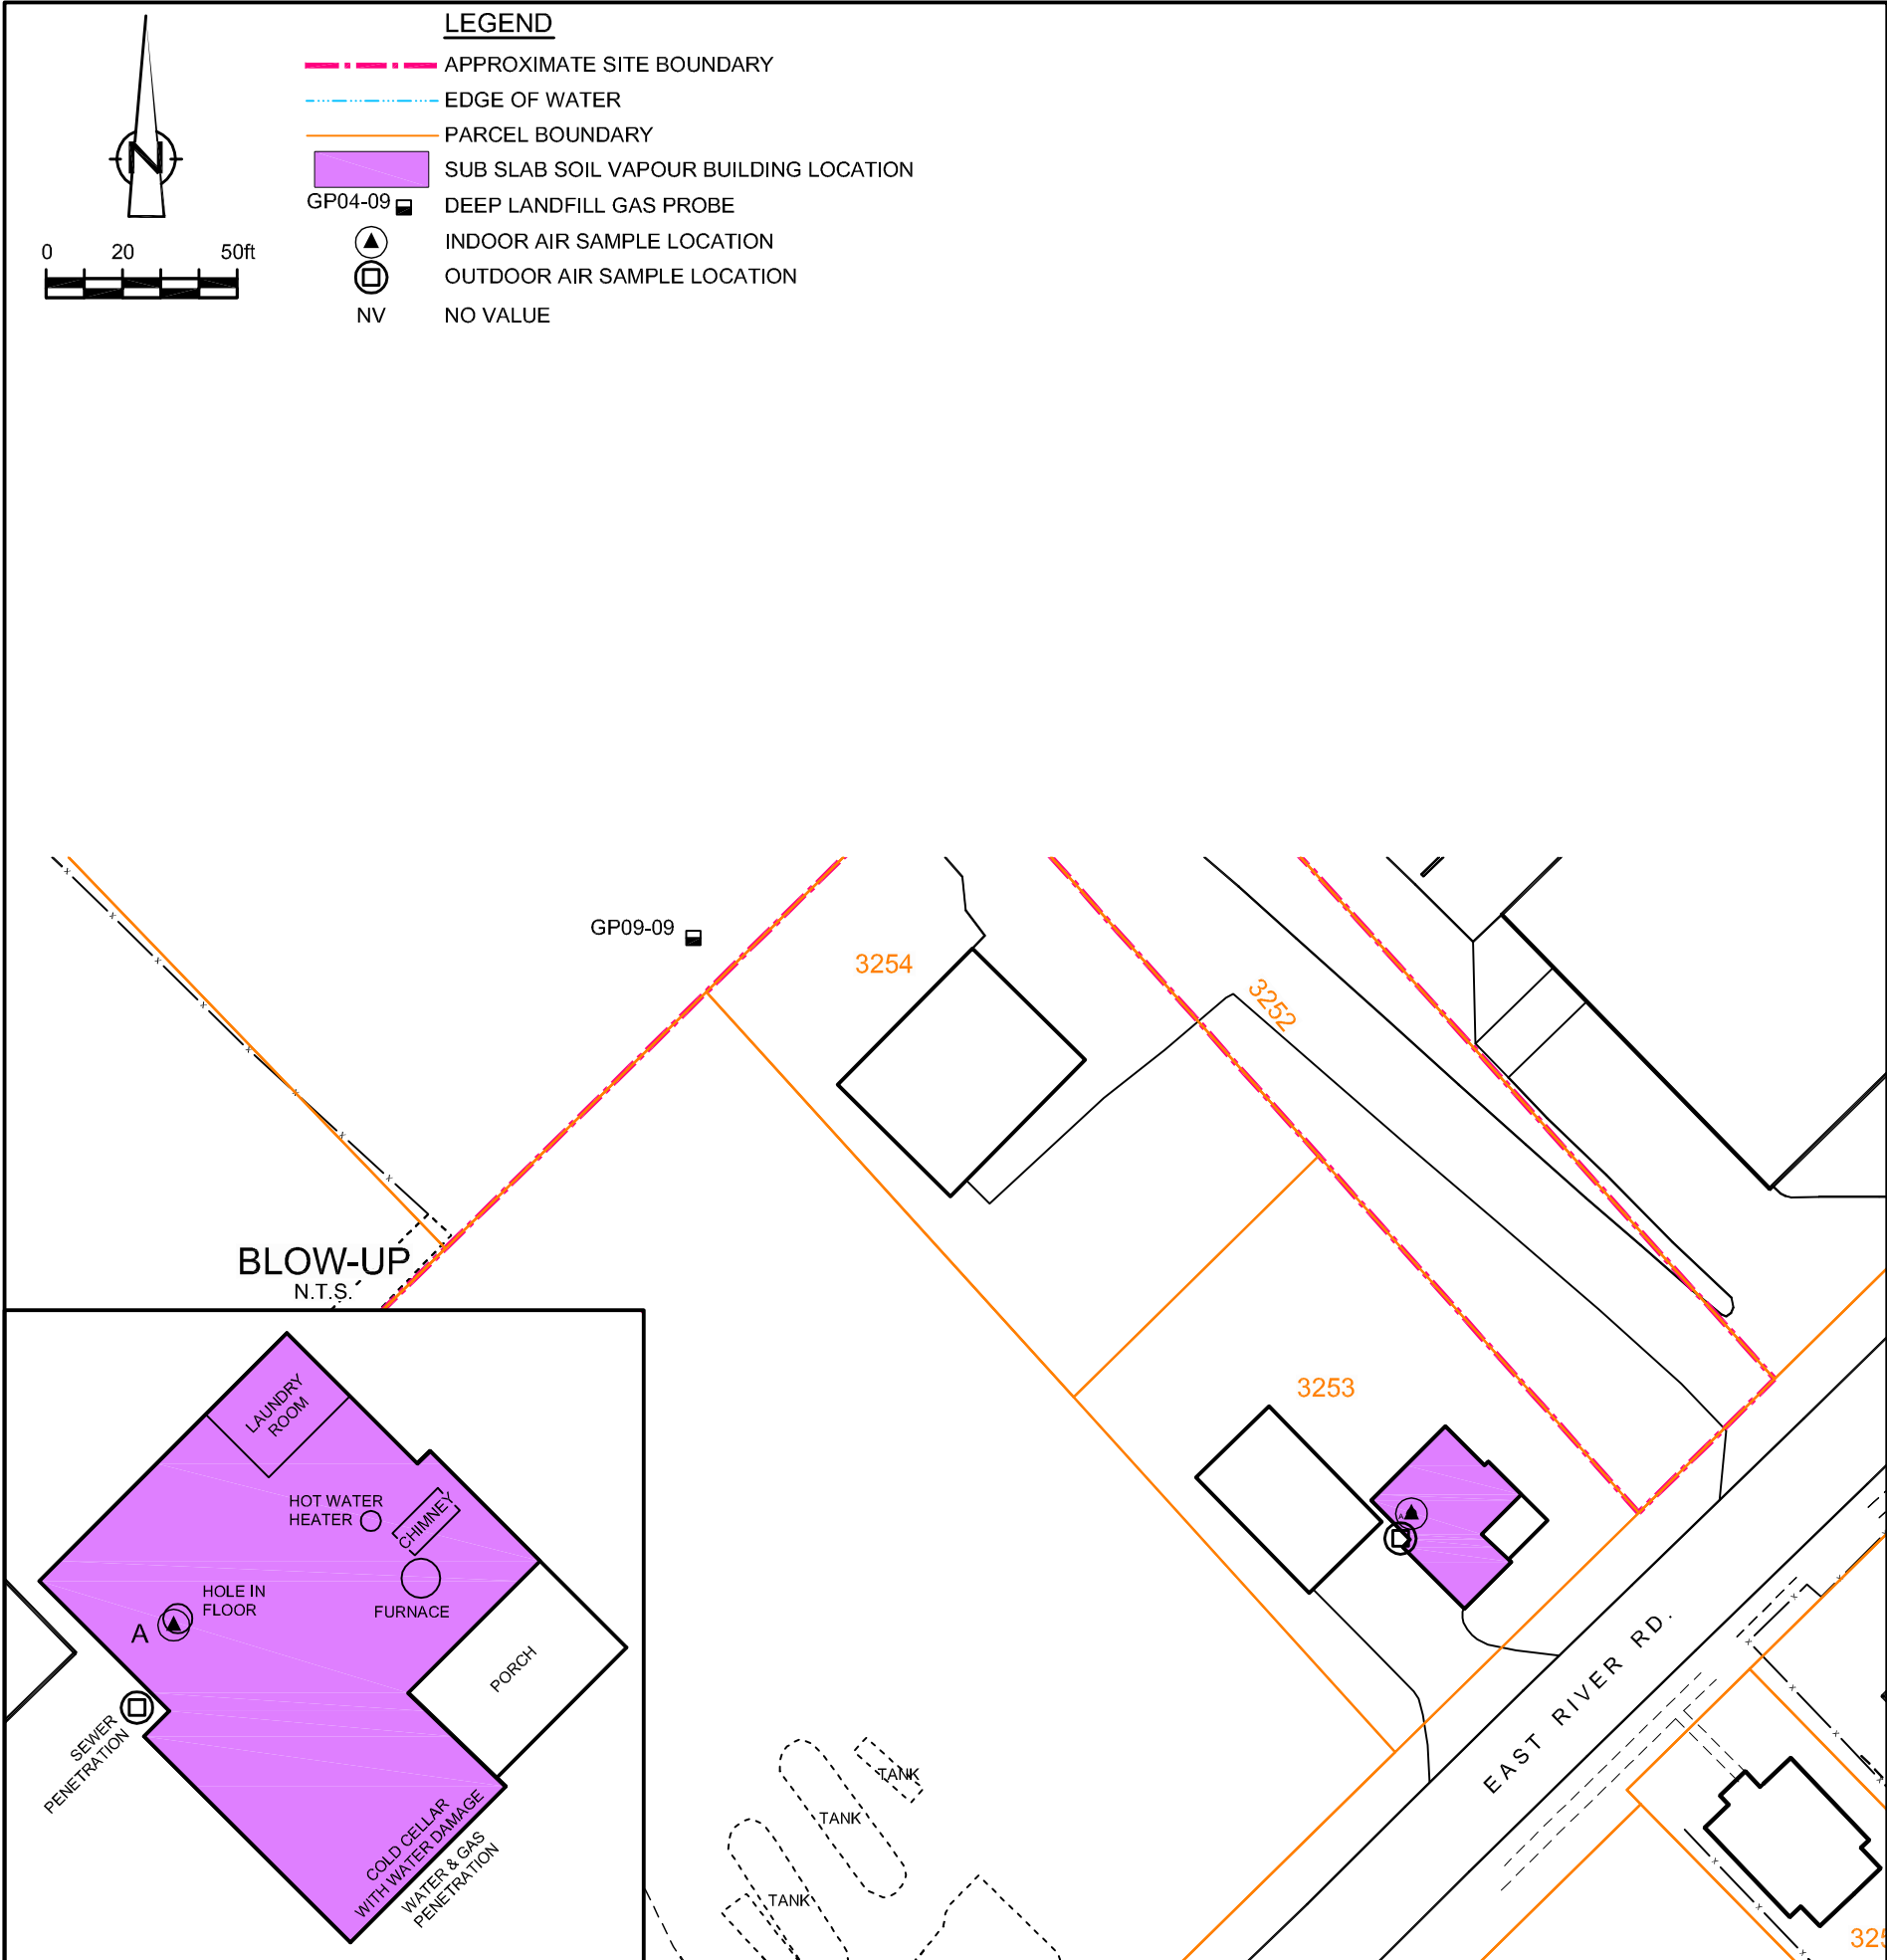 LEGEND
APPROXIMATE SITE BOUNDARY
EDGE OF WATER
PARCEL BOUNDARY
SUB SLAB SOIL VAPOUR BUILDING LOCATION
GP04-09 DEEP LANDFILL GAS PROBE
INDOOR AIR SAMPLE LOCATION
OUTDOOR AIR SAMPLE LOCATION
NV NO VALUE
N
0 20 50ft
GP09-09
3254
3252
3253
A
EAST RIVER RD.
TANK
TANK
TANK
BLOW-UP
N.T.S.
LAUNDRY
ROOM
HOT WATER
HEATER
CHIMNEY
HOLE IN
FLOOR
FURNACE
A
PORCH
SEWER
PENETRATION
COLD CELLAR
WITH WATER DAMAGE
WATER & GAS
PENETRATION